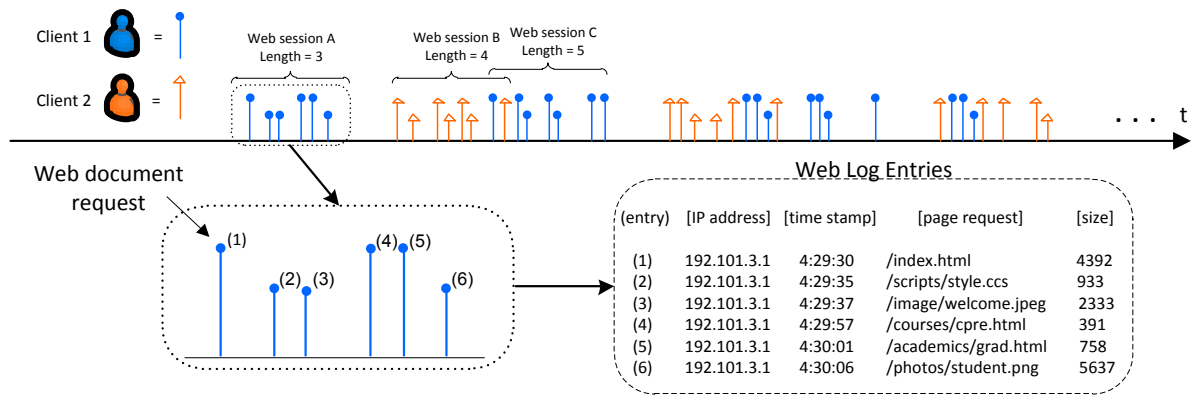 Client 1
=
Client 2
=
Web session A
Length = 3
Web session B
Length = 4
Web session C
Length = 5
. . .
t
Web document
request
(1)
(2)
(3)
(4)
(5)
(6)
Web Log Entries
(entry) [IP address] [time stamp] [page request] [size]
(1) 192.101.3.1 4:29:30 /index.html 4392
(2) 192.101.3.1 4:29:35 /scripts/style.ccs 933
(3) 192.101.3.1 4:29:37 /image/welcome.jpeg 2333
(4) 192.101.3.1 4:29:57 /courses/cpre.html 391
(5) 192.101.3.1 4:30:01 /academics/grad.html 758
(6) 192.101.3.1 4:30:06 /photos/student.png 5637